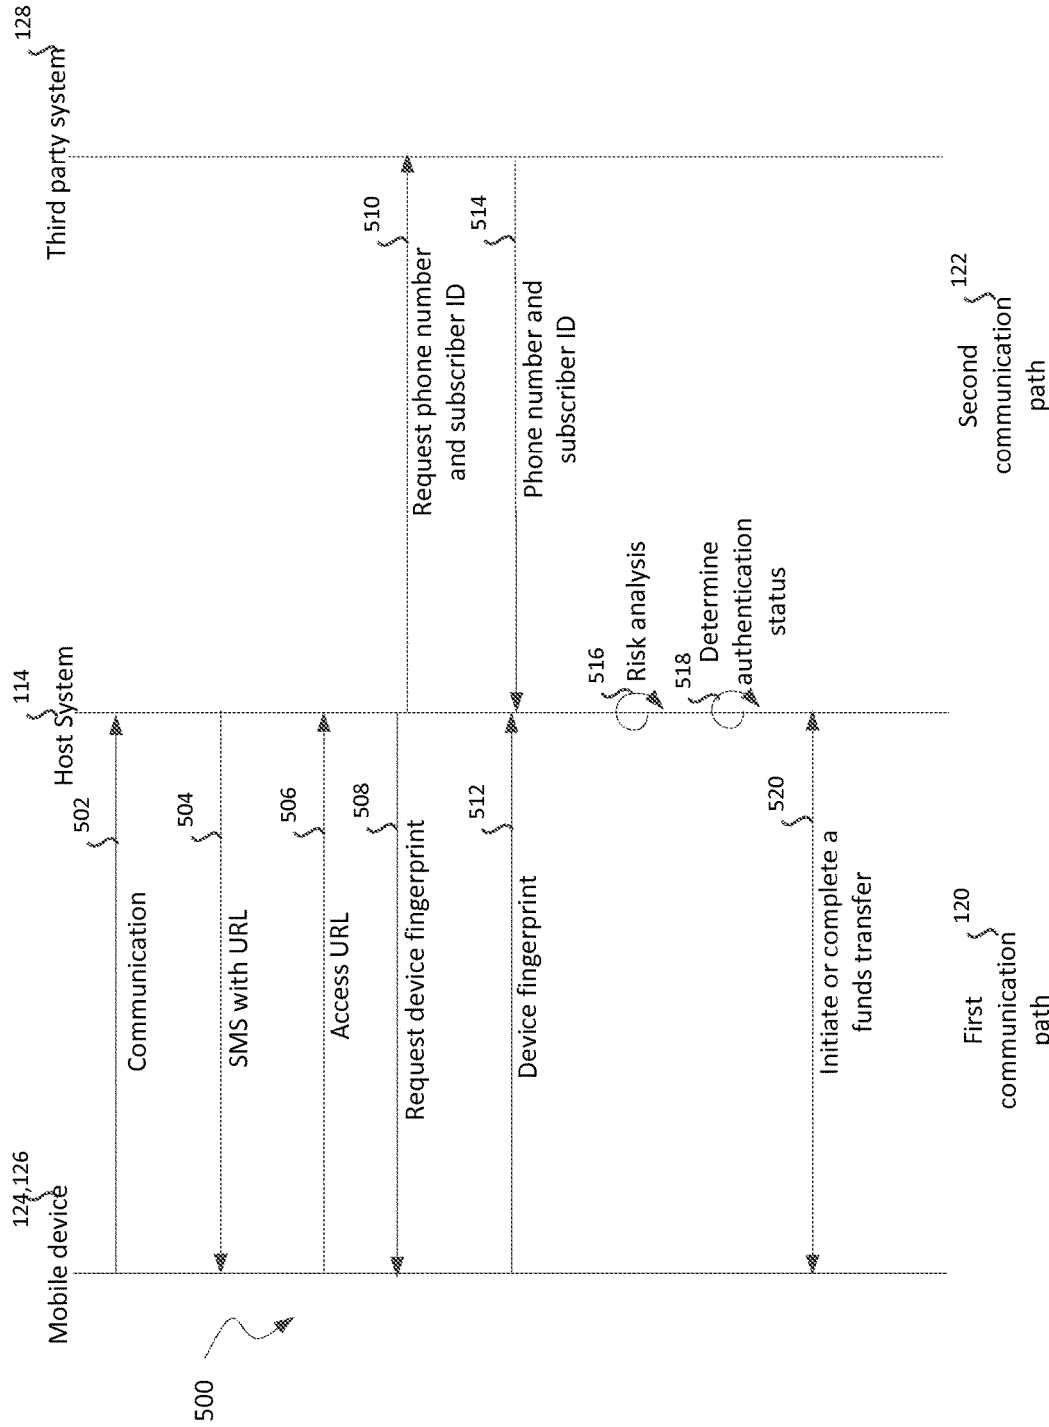 500
124,126
Mobile device
114
Host System
128
Third party system
502
Communication
504
SMS with URL
506
Access URL
508
Request device fingerprint
510
Request phone number
and subscriber ID
512
Device fingerprint
514
Phone number and
subscriber ID
516
Risk analysis
518
Determine
authentication
status
520
Initiate or complete a
funds transfer
First
120
communication
path
Second
122
communication
path